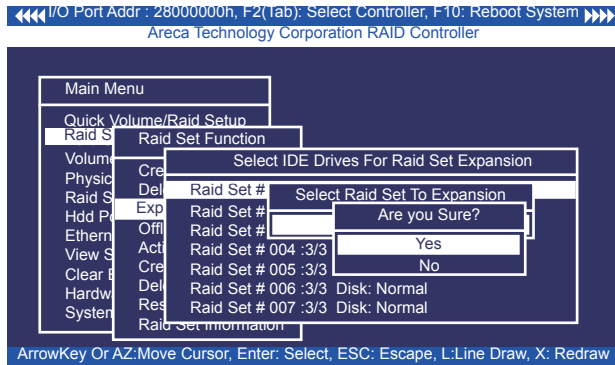 I/O Port Addr : 28000000h, F2(Tab): Select Controller, F10: Reboot System
Areca Technology Corporation RAID Controller
Main Menu
Quick Volume/Raid Setup
Raid S
Volume
Physic
Raid S
Hdd Po
Ethern
View S
Clear E
Hardw
System
Raid Set Function
Cre
Del
Exp
Offl
Acti
Cre
Del
Res
Raid Set Information
Select IDE Drives For Raid Set Expansion
Raid Set #
Raid Set #
Raid Set #
Raid Set # 004 :3/3
Raid Set # 005 :3/3
Raid Set # 006 :3/3 Disk: Normal
Raid Set # 007 :3/3 Disk: Normal
Select Raid Set To Expansion
Are you Sure?
Yes
No
ArrowKey Or AZ:Move Cursor, Enter: Select, ESC: Escape, L:Line Draw, X: Redraw